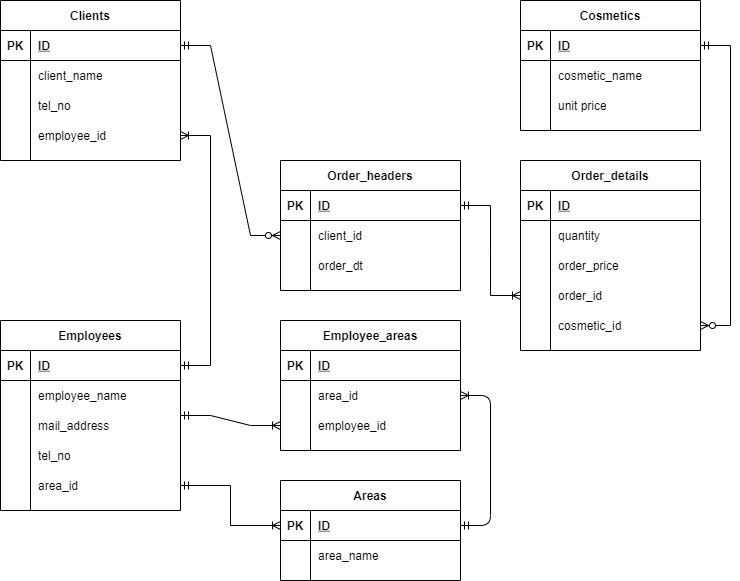 Clients
PK ID
client_name
tel_no
employee_id
Cosmetics
PK ID
cosmetic_name
unit price
Order_headers
PK ID
client_id
order_dt
Order_details
PK ID
quantity
order_price
order_id
cosmetic_id
Employees
PK ID
employee_name
mail_address
tel_no
area_id
Employee_areas
PK ID
area_id
employee_id
Areas
PK ID
area_name